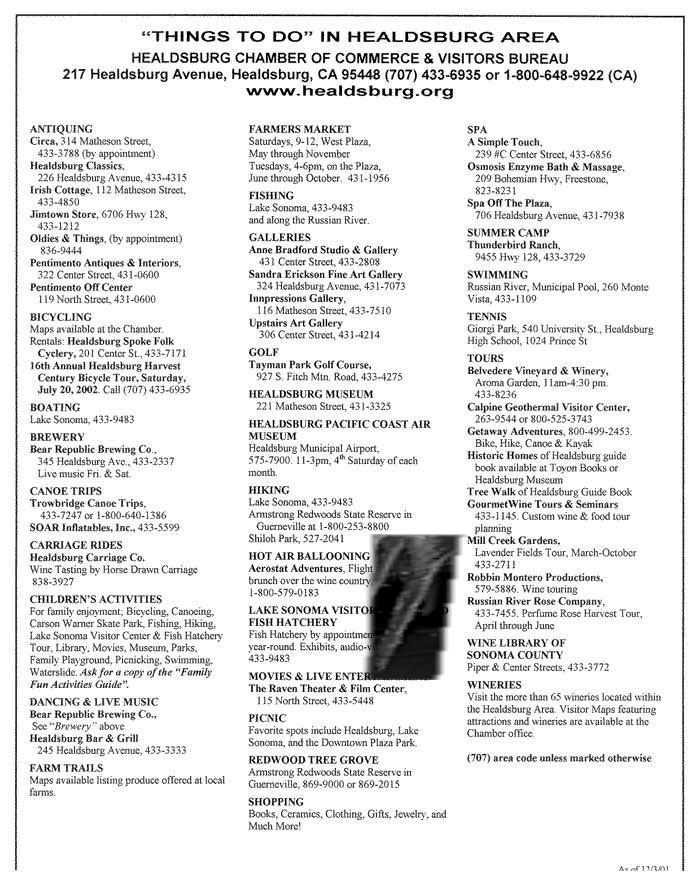 “THINGS TO DO” IN HEALDSBURG AREA
HEALDSBURG CHAMBER OF COMMERCE & VISITORS BUREAU
217 Healdsburg Avenue, Healdsburg, CA 95448 (707) 433-6935 or 1-800-648-9922 (CA)
www.healdsburg.org
ANTIQUING
Circa, 314 Matheson Street,
433-3788 (by appointment)
Healdsburg Classics,
226 Healdsburg Avenue, 433-4315
Irish Cottage, 112 Matheson Street,
433-4850
Jimtown Store, 6706 Hwy 128,
433-1212
Oldies & Things, (by appointment)
836-9444
Pentimento Antiques & Interiors,
322 Center Street, 431-0600
Pentimento Off Center
119 North Street, 431-0600
BICYCLING
Maps available at the Chamber.
Rentals: Healdsburg Spoke Folk
Cyclery, 201 Center St., 433-7171
16th Annual Healdsburg Harvest
Century Bicycle Tour, Saturday,
July 20, 2002. Call (707) 433-6935
BOATING
Lake Sonoma, 433-9483
BREWERY
Bear Republic Brewing Co.,
345 Healdsburg Ave., 433-2337
Live music Fri. & Sat.
CANOE TRIPS
Trowbridge Canoe Trips,
433-7247 or 1-800-640-1386
SOAR Inflatables, Inc., 433-5599
CARRIAGE RIDES
Healdsburg Carriage Co.
Wine Tasting by Horse Drawn Carriage
838-3927
CHILDREN’S ACTIVITIES
For family enjoyment; Bicycling, Canoeing,
Carson Warner Skate Park, Fishing, Hiking,
Lake Sonoma Visitor Center & Fish Hatchery
Tour, Library, Movies, Museum, Parks,
Family Playground, Picnicking, Swimming,
Waterslide. Ask for a copy of the “Family
Fun Activities Guide”.
DANCING & LIVE MUSIC
Bear Republic Brewing Co.,
See “Brewery” above
Healdsburg Bar & Grill
245 Healdsburg Avenue, 433-3333
FARM TRAILS
Maps available listing produce offered at local
farms.
FARMERS MARKET
Saturdays, 9-12, West Plaza,
May through November
Tuesdays, 4-6pm, on the Plaza,
June through October. 431-1956
FISHING
Lake Sonoma, 433-9483
and along the Russian River.
GALLERIES
Anne Bradford Studio & Gallery
431 Center Street, 433-2808
Sandra Erickson Fine Art Gallery
324 Healdsburg Avenue, 431-7073
Innpressions Gallery,
116 Matheson Street, 433-7510
Upstairs Art Gallery
306 Center Street, 431-4214
GOLF
Tayman Park Golf Course,
927 S. Fitch Mtn. Road, 433-4275
HEALDSBURG MUSEUM
221 Matheson Street, 431-3325
HEALDSBURG PACIFIC COAST AIR
MUSEUM
Healdsburg Municipal Airport,
575-7900. 11-3pm, 4th Saturday of each
month.
HIKING
Lake Sonoma, 433-9483
Armstrong Redwoods State Reserve in
Guerneville at 1-800-253-8800
Shiloh Park, 527-2041
HOT AIR BALLOONING
Aerostat Adventures, Flight
brunch over the wine country
1-800-579-0183
LAKE SONOMA VISITOR
FISH HATCHERY
Fish Hatchery by appointment
year-round. Exhibits,
433-9483
MOVIES & LIVE
The Raven Theater & Film Center,
115 North Street, 433-5448
PICNIC
Favorite spots include Healdsburg, Lake
Sonoma, and the Downtown Plaza Park.
REDWOOD TREE GROVE
Armstrong Redwoods State Reserve in
Guerneville, 869-9000 or 869-2015
SHOPPING
Books, Ceramics, Clothing, Gifts, Jewelry, and
Much More!
SPA
A Simple Touch,
239 #C Center Street, 433-6856
Osmosis Enzyme Bath & Massage,
209 Bohemian Hwy, Freestone,
823-8231
Spa Off The Plaza,
706 Healdsburg Avenue, 431-7938
SUMMER CAMP
Thunderbird Ranch,
9455 Hwy 128, 433-3729
SWIMMING
Russian River, Municipal Pool, 260 Monte
Vista, 433-1109
TENNIS
Giorgi Park, 540 University St., Healdsburg
High School, 1024 Prince St
TOURS
Belvedere Vineyard & Winery,
Aroma Garden, 11am-4:30 pm.
433-8236
Calpine Geothermal Visitor Center,
263-9544 or 800-525-3743
Getaway Adventures, 800-499-2453.
Bike, Hike, Canoe & Kayak
Historic Homes of Healdsburg guide
book available at Toyon Books or
Healdsburg Museum
Tree Walk of Healdsburg Guide Book
GourmetWine Tours & Seminars
433-1145. Custom wine & food tour
planning
Mill Creek Gardens,
Lavender Fields Tour, March-October
433-2711
Robbin Montero Productions,
579-5886. Wine touring
Russian River Rose Company,
433-7455. Perfume Rose Harvest Tour,
April through June
WINE LIBRARY OF
SONOMA COUNTY
Piper & Center Streets, 433-3772
WINERIES
Visit the more than 65 wineries located within
the Healdsburg Area. Visitor Maps featuring
attractions and wineries are available at the
Chamber office.
(707) area code unless marked otherwise
As of 12/3/01